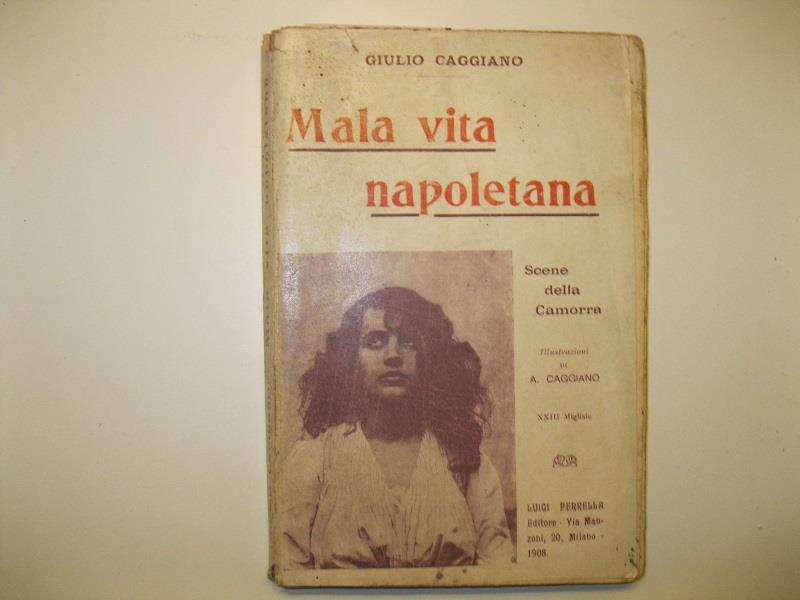 GIULIO CAGGIANO
Mala vita
napoletana
Scene
della
Camorra
Illustrazioni
DI
A. CAGGIANO
XXIII Migliaio
LUIGI PERRELLA
Editore - Via Man-
zoni, 20, Milano -
1908.